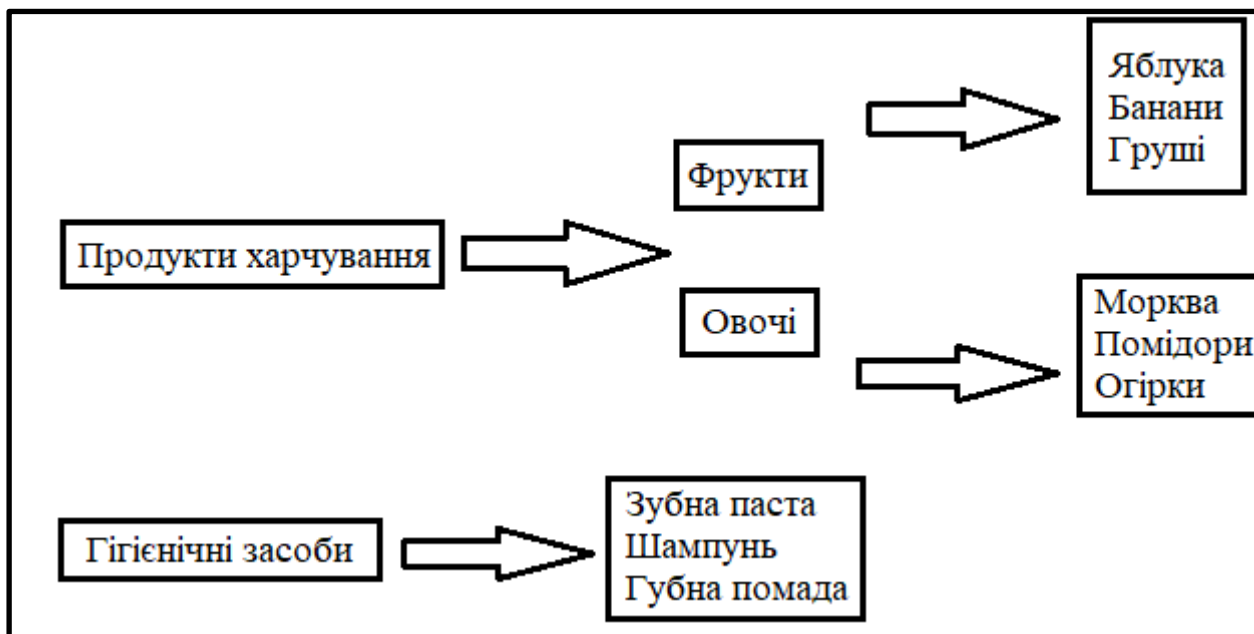 Продукти харчування
Фрукти
Яблука
Банани
Груші
Овочі
Морква
Помідори
Огірки
Гігієнічні засоби
Зубна паста
Шампунь
Губна помада